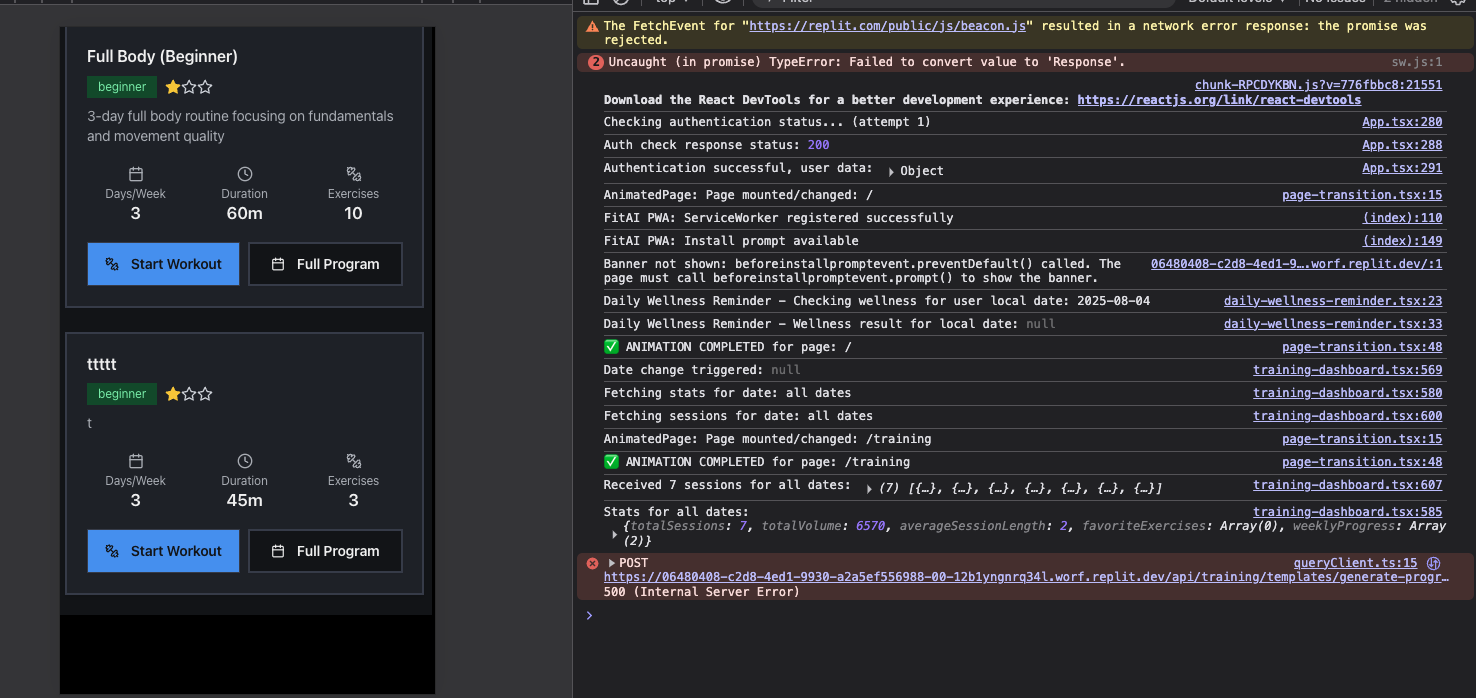 Full Body (Beginner)
beginner
3-day full body routine focusing on fundamentals
and movement quality
Days/Week
3
Duration
60m
Exercises
10
Start Workout
Full Program
ttttt
beginner
t
Days/Week
3
Duration
45m
Exercises
3
Start Workout
Full Program
The FetchEvent for "https://replit.com/public/js/beacon.js" resulted in a network error response: the promise was
rejected.
2 Uncaught (in promise) TypeError: Failed to convert value to 'Response'. sw.js:1
chunk-RPCDYKBN.js?v=776fbbc8:21551
Download the React DevTools for a better development experience: https://reactjs.org/link/react-devtools
Checking authentication status... (attempt 1) App.tsx:280
Auth check response status: 200 App.tsx:288
Authentication successful, user data: Object App.tsx:291
AnimatedPage: Page mounted/changed: / page-transition.tsx:15
FitAI PWA: ServiceWorker registered successfully (index):110
FitAI PWA: Install prompt available (index):149
Banner not shown: beforeinstallpromptevent.preventDefault() called. The 06480408-c2d8-4ed1-9….worf.replit.dev/:1
page must call beforeinstallpromptevent.prompt() to show the banner.
Daily Wellness Reminder – Checking wellness for user local date: 2025-08-04 daily-wellness-reminder.tsx:23
Daily Wellness Reminder – Wellness result for local date: null daily-wellness-reminder.tsx:33
✅ ANIMATION COMPLETED for page: / page-transition.tsx:48
Date change triggered: null training-dashboard.tsx:569
Fetching stats for date: all dates training-dashboard.tsx:580
Fetching sessions for date: all dates training-dashboard.tsx:600
AnimatedPage: Page mounted/changed: /training page-transition.tsx:15
✅ ANIMATION COMPLETED for page: /training page-transition.tsx:48
Received 7 sessions for all dates: (7) [{…}, {…}, {…}, {…}, {…}, {…}, {…}] training-dashboard.tsx:607
Stats for all dates: training-dashboard.tsx:585
{totalSessions: 7, totalVolume: 6570, averageSessionLength: 2, favoriteExercises: Array(0), weeklyProgress: Array
(2)}
POST queryClient.ts:15
https://06480408-c2d8-4ed1-9930-a2a5ef556988-00-12b1yngnrq34l.worf.replit.dev/api/training/templates/generate-progr…
500 (Internal Server Error)